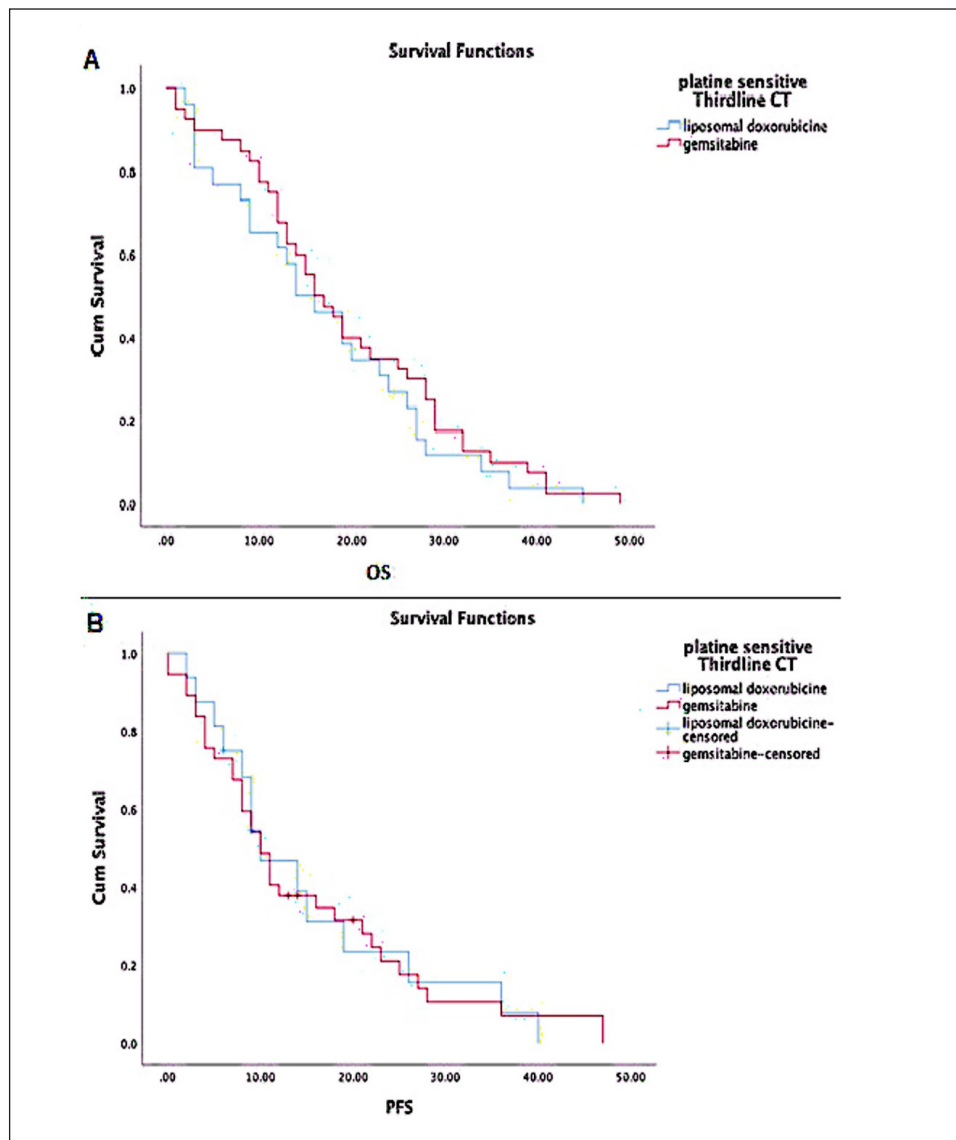 A
Survival Functions
platine sensitive
Thirdline CT
liposmal doxorubicine
gemsitabine
Cum Survival
1.0
0.8
0.6
0.4
0.2
0.0
.00 10.00 20.00 30.00 40.00 50.00
OS
B
Survival Functions
platine sensitive
Thirdline CT
liposmal doxorubicine
gemsitabine
liposmal doxorubicine-
censored
gemsitabine-censored
Cum Survival
1.0
0.8
0.6
0.4
0.2
0.0
.00 10.00 20.00 30.00 40.00 50.00
PFS